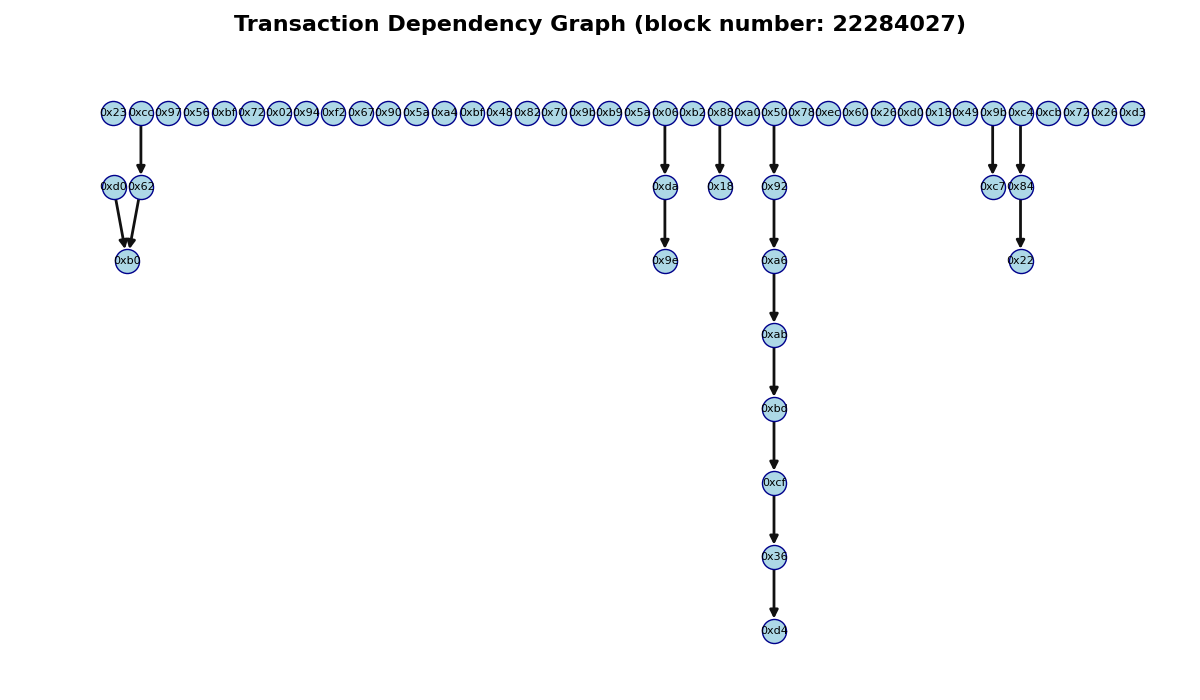 Transaction Dependency Graph (block number: 22284027)
0x23 0xcc 0x97 0x56 0xbf 0x72 0x02 0x94 0xf2 0x67 0x90 0x5a 0xa4 0xbf 0x48 0x82 0x70 0x9b 0xb9 0x5a 0x06 0xb2 0x88 0xa0 0x50 0x78 0xec 0x60 0x26 0xd0 0x18 0x49 0x9b 0xc4 0xcb 0x72 0x26 0xd3
0xd0 0x62 0xda 0x18 0x92 0xc7 0x84
0xb0 0x9e 0xa6 0x22
0xab
0xbd
0xcf
0x36
0xd4